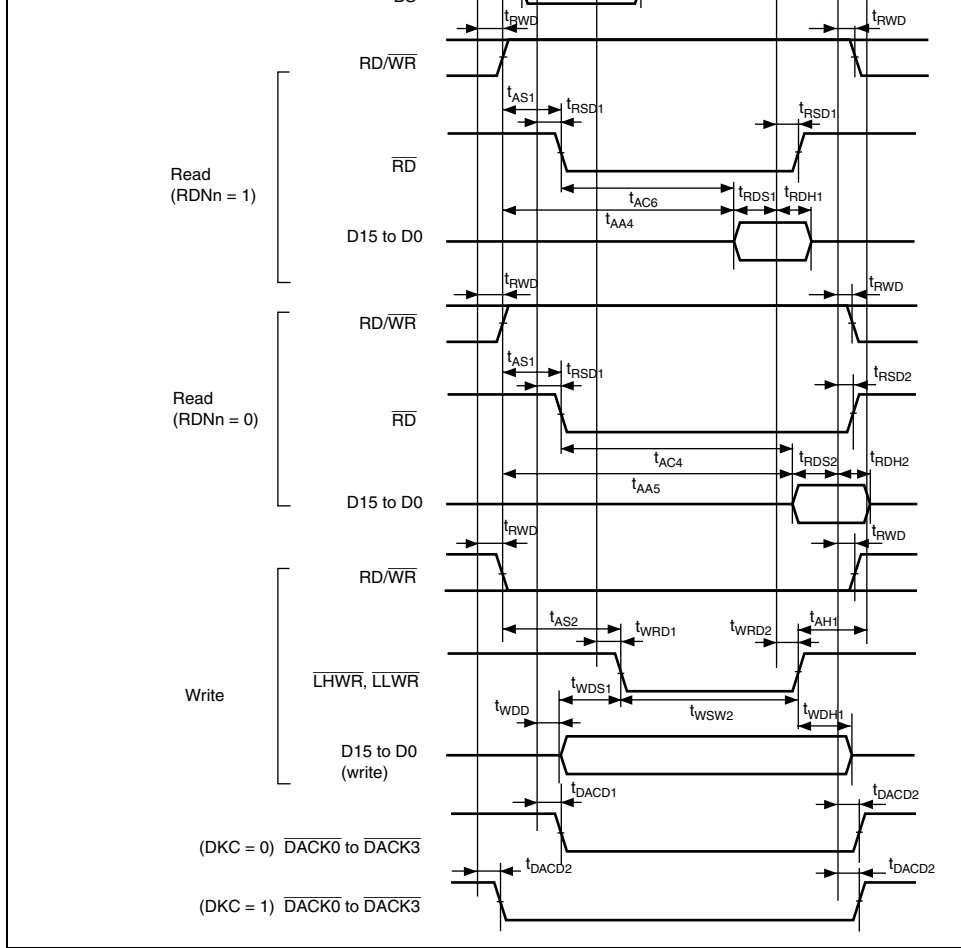 tRWD tRWD
RD/WR
tAS1 tRSD1 tRSD1
RD
Read
(RDNn = 1)
tAC6 tRDS1 tRDH1
tAA4
D15 to D0
tRWD tRWD
RD/WR
tAS1 tRSD1 tRSD2
Read
(RDNn = 0)
RD
tAC4 tRDS2 tRDH2
tAA5
D15 to D0
tRWD tRWD
RD/WR
tAS2 tWRD1 tWRD2 tAH1
LHWR, LLWR
Write
tWDD tWDS1 tWSW2 tWDH1
D15 to D0
(write)
tDACD1 tDACD2
(DKC = 0) DACK0 to DACK3
tDACD2 tDACD2
(DKC = 1) DACK0 to DACK3